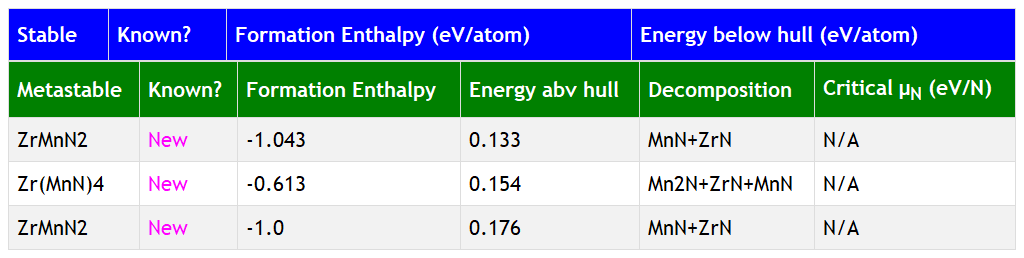 Stable Known? Formation Enthalpy (eV/atom) Energy below hull (eV/atom)
Metastable Known? Formation Enthalpy Energy abv hull Decomposition Critical μN (eV/N)
ZrMnN2 New -1.043 0.133 MnN+ZrN N/A
Zr(MnN)4 New -0.613 0.154 Mn2N+ZrN+MnN N/A
ZrMnN2 New -1.0 0.176 MnN+ZrN N/A